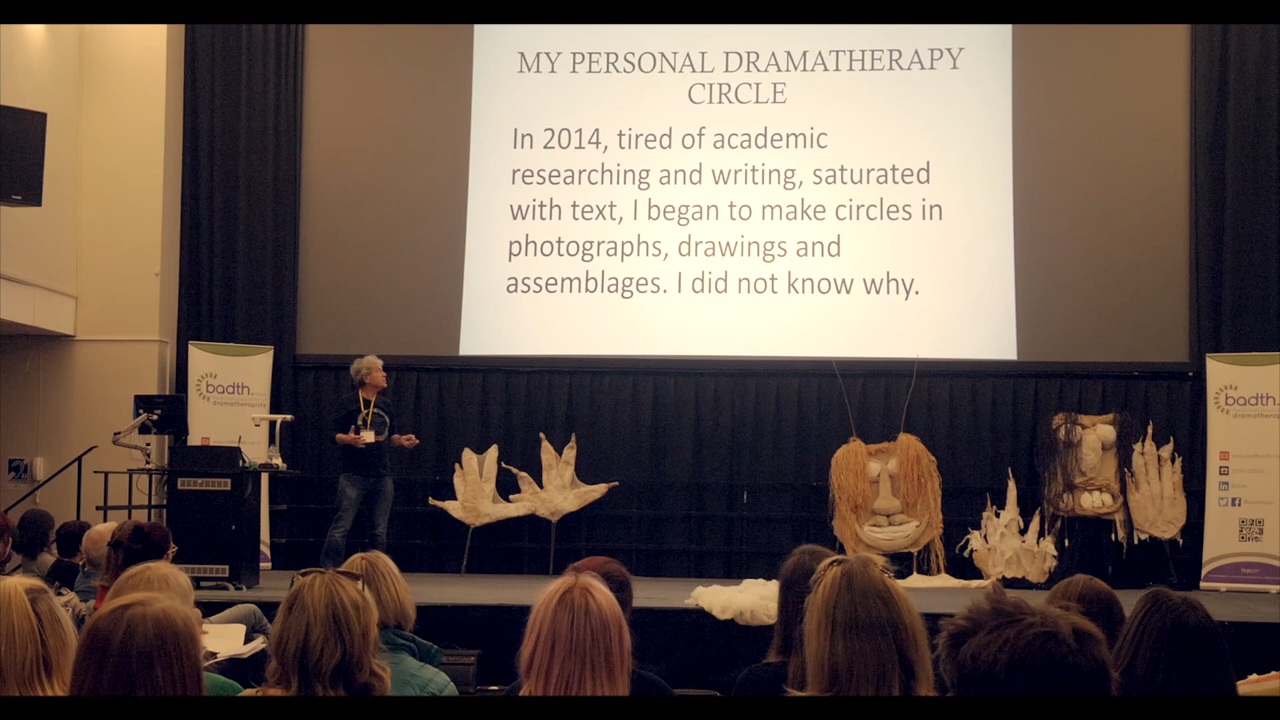 MY PERSONAL DRAMATHERAPY
CIRCLE
In 2014, tired of academic
researching and writing, saturated
with text, I began to make circles in
photographs, drawings and
assemblages. I did not know why.
badth.
dramatherapists
badth.